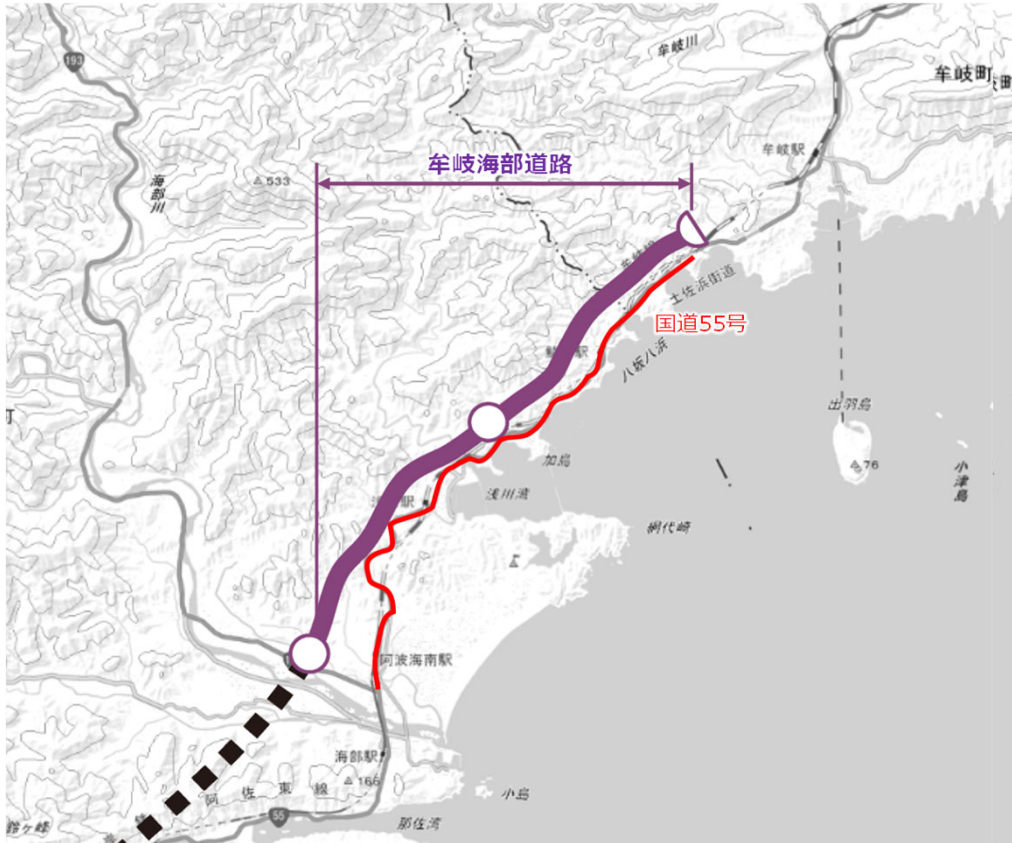 牟岐川
牟岐町
193
牟岐駅
牟岐海部道路
533
海部川
土佐浜街道
国道55号
八坂八浜
出羽島
加島
76
小津島
浅川湾
網代崎
阿波海南駅
海部駅
166
阿佐東線
小島
55
那佐湾
鈴ヶ峰